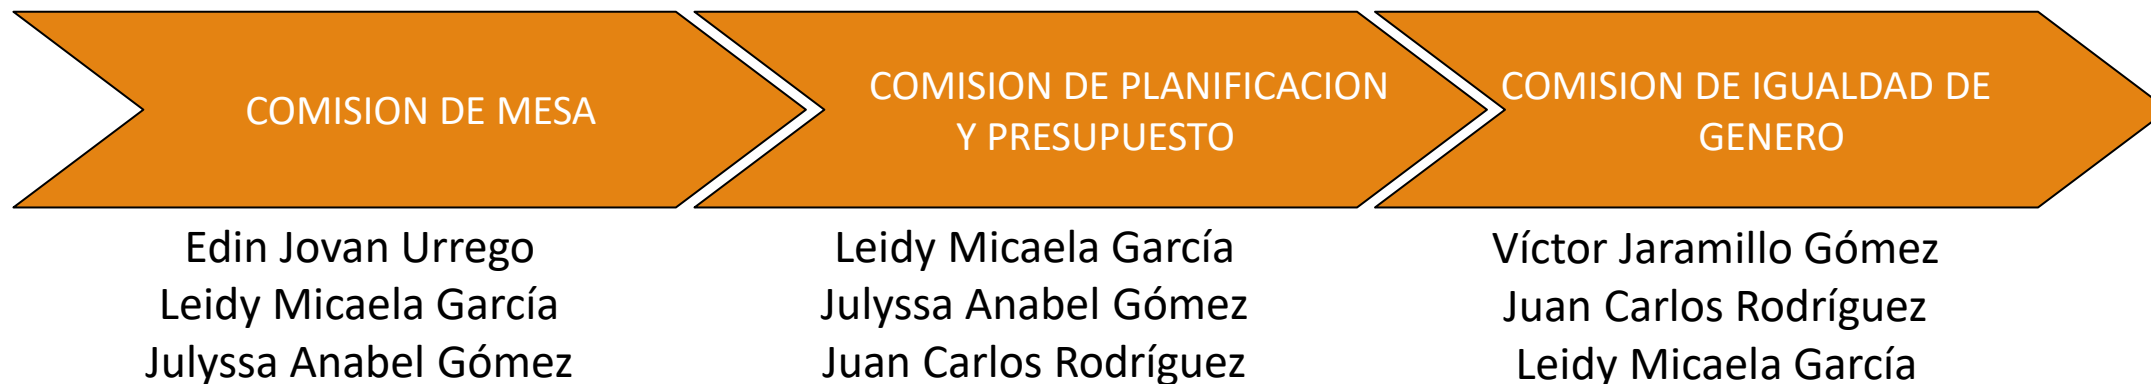 COMISION DE MESA
Edin Jovan Urrego
Leidy Micaela García
Julyssa Anabel Gómez
COMISION DE PLANIFICACION
Y PRESUPUESTO
Leidy Micaela García
Julyssa Anabel Gómez
Juan Carlos Rodríguez
COMISION DE IGUALDAD DE
GENERO
Víctor Jaramillo Gómez
Juan Carlos Rodríguez
Leidy Micaela García